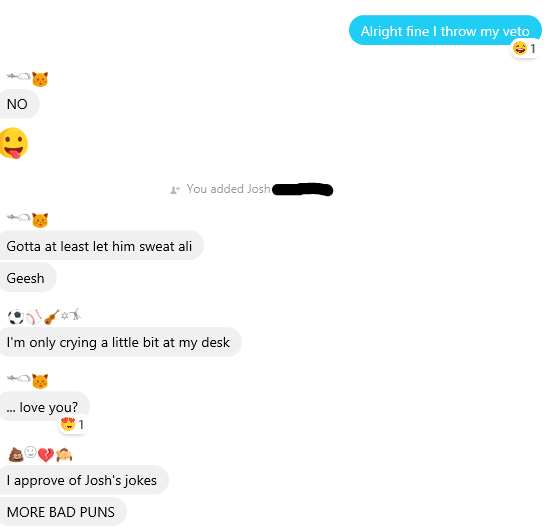 Alright fine I throw my veto
1
NO
You added Josh
Gotta at least let him sweat ali
Geesh
I'm only crying a little bit at my desk
... love you?
1
I approve of Josh's jokes
MORE BAD PUNS